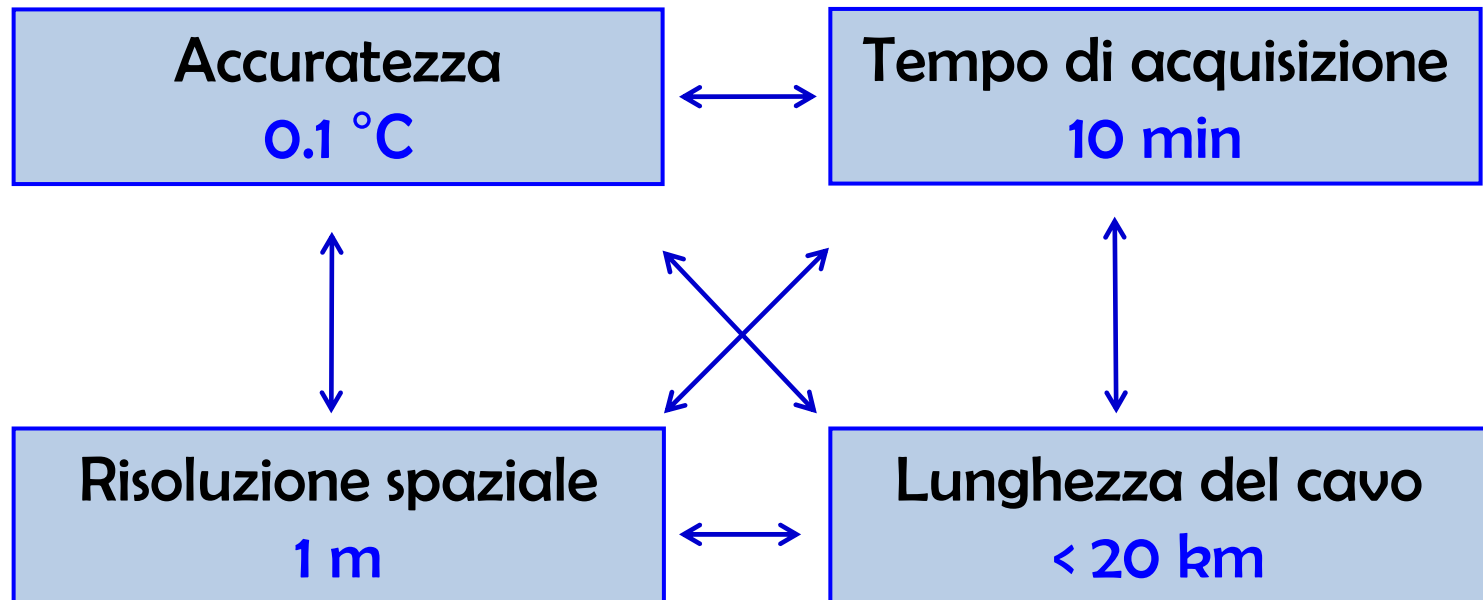 Accuratezza
0.1 °C
Tempo di acquisizione
10 min
Risoluzione spaziale
1 m
Lunghezza del cavo
< 20 km